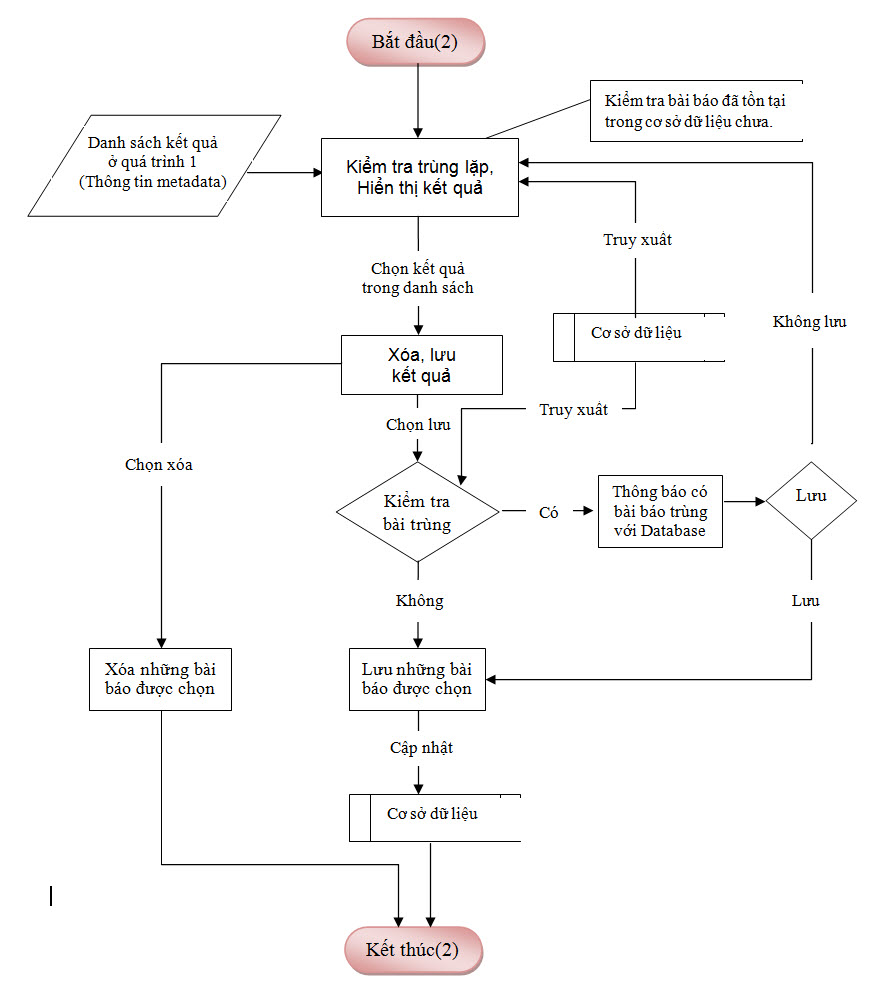 Bắt đầu(2)
Kiểm tra bài báo đã tồn tại
trong cơ sở dữ liệu chưa.
Danh sách kết quả
ở quá trình 1
(Thông tin metadata)
Kiểm tra trùng lặp,
Hiển thị kết quả
Truy xuất
Chọn kết quả
trong danh sách
Không lưu
Cơ sở dữ liệu
Xóa, lưu
kết quả
Truy xuất
Chọn lưu
Chọn xóa
Kiểm tra
bài trùng
Có
Thông báo có
bài báo trùng
với Database
Lưu
Không
Lưu
Xóa những bài
báo được chọn
Lưu những bài
báo được chọn
Cập nhật
Cơ sở dữ liệu
Kết thúc(2)